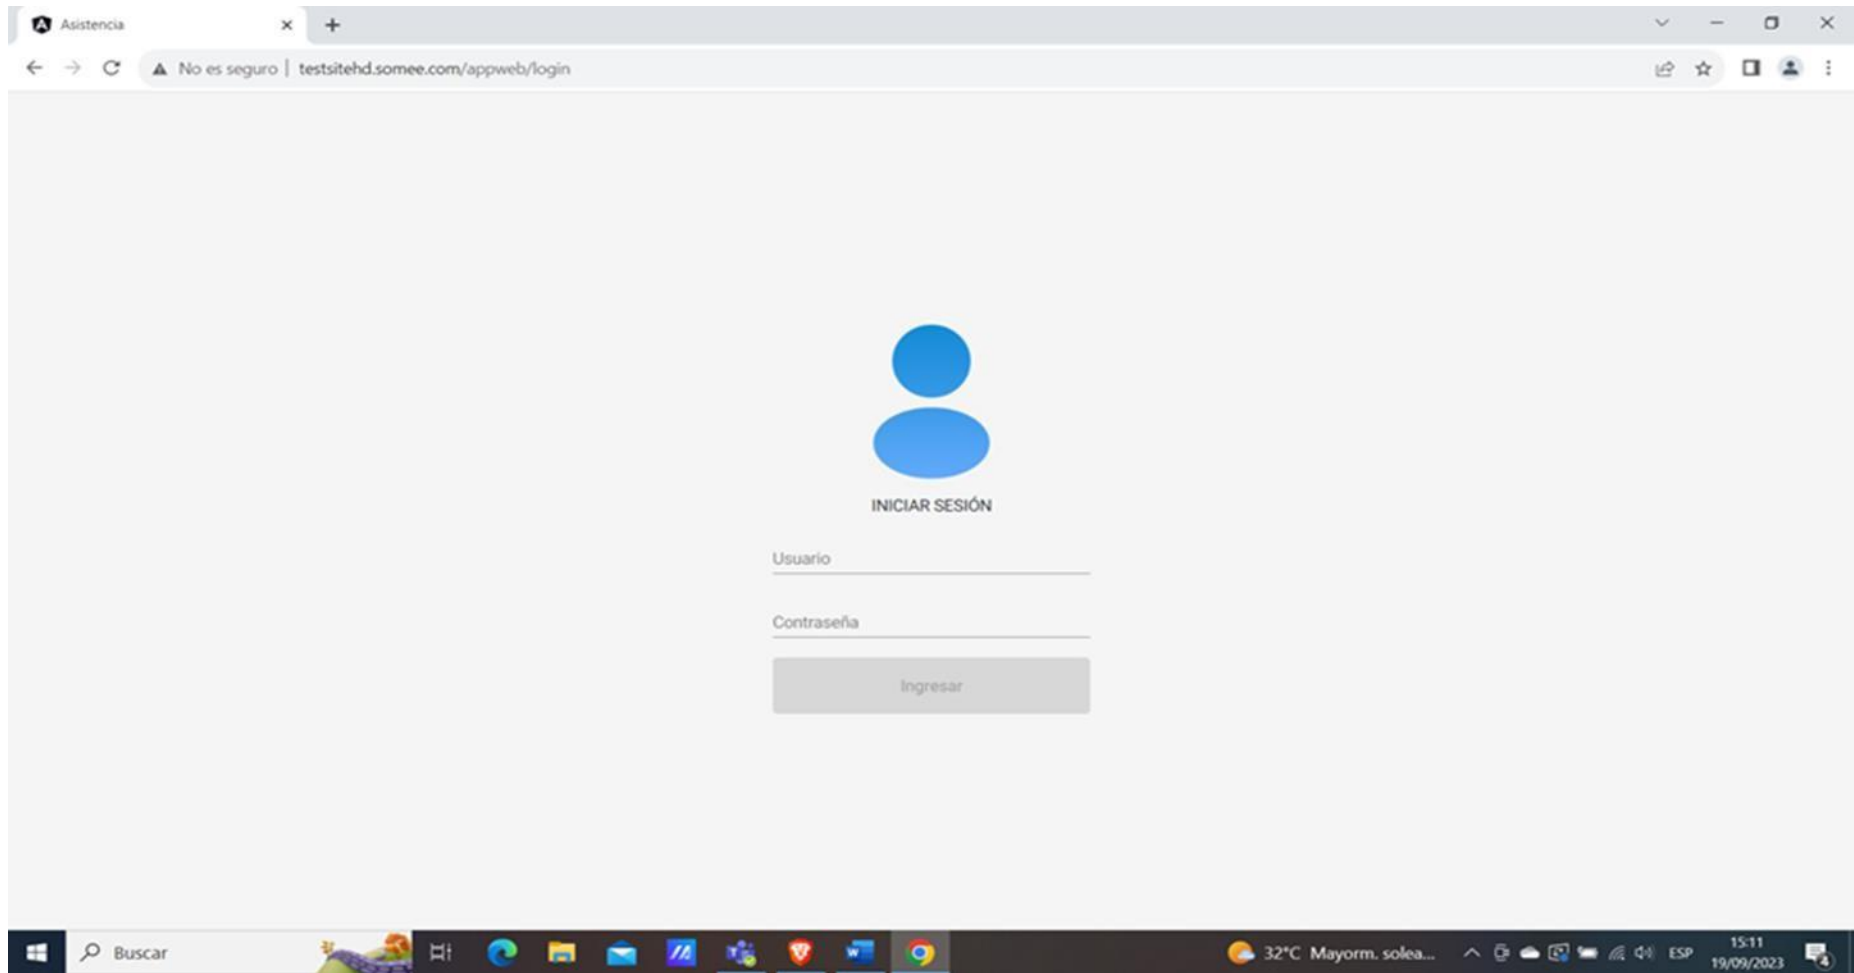 Asistencia
No es seguro | testsitehd.somee.com/appweb/login
INICIAR SESIÓN
Usuario
Contraseña
Ingresar
Buscar
32°C Mayorm. solea...
ESP
15:11
19/09/2023
4